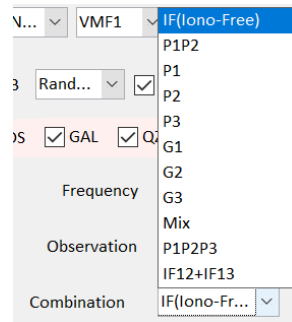 N... VMF1 IF(Iono-Free)
P1P2
P1
Rand... P2
P3
GAL G1
G2
Frequency G3
Mix
Observation P1P2P3
IF12+IF13
Combination IF(Iono-Fr...